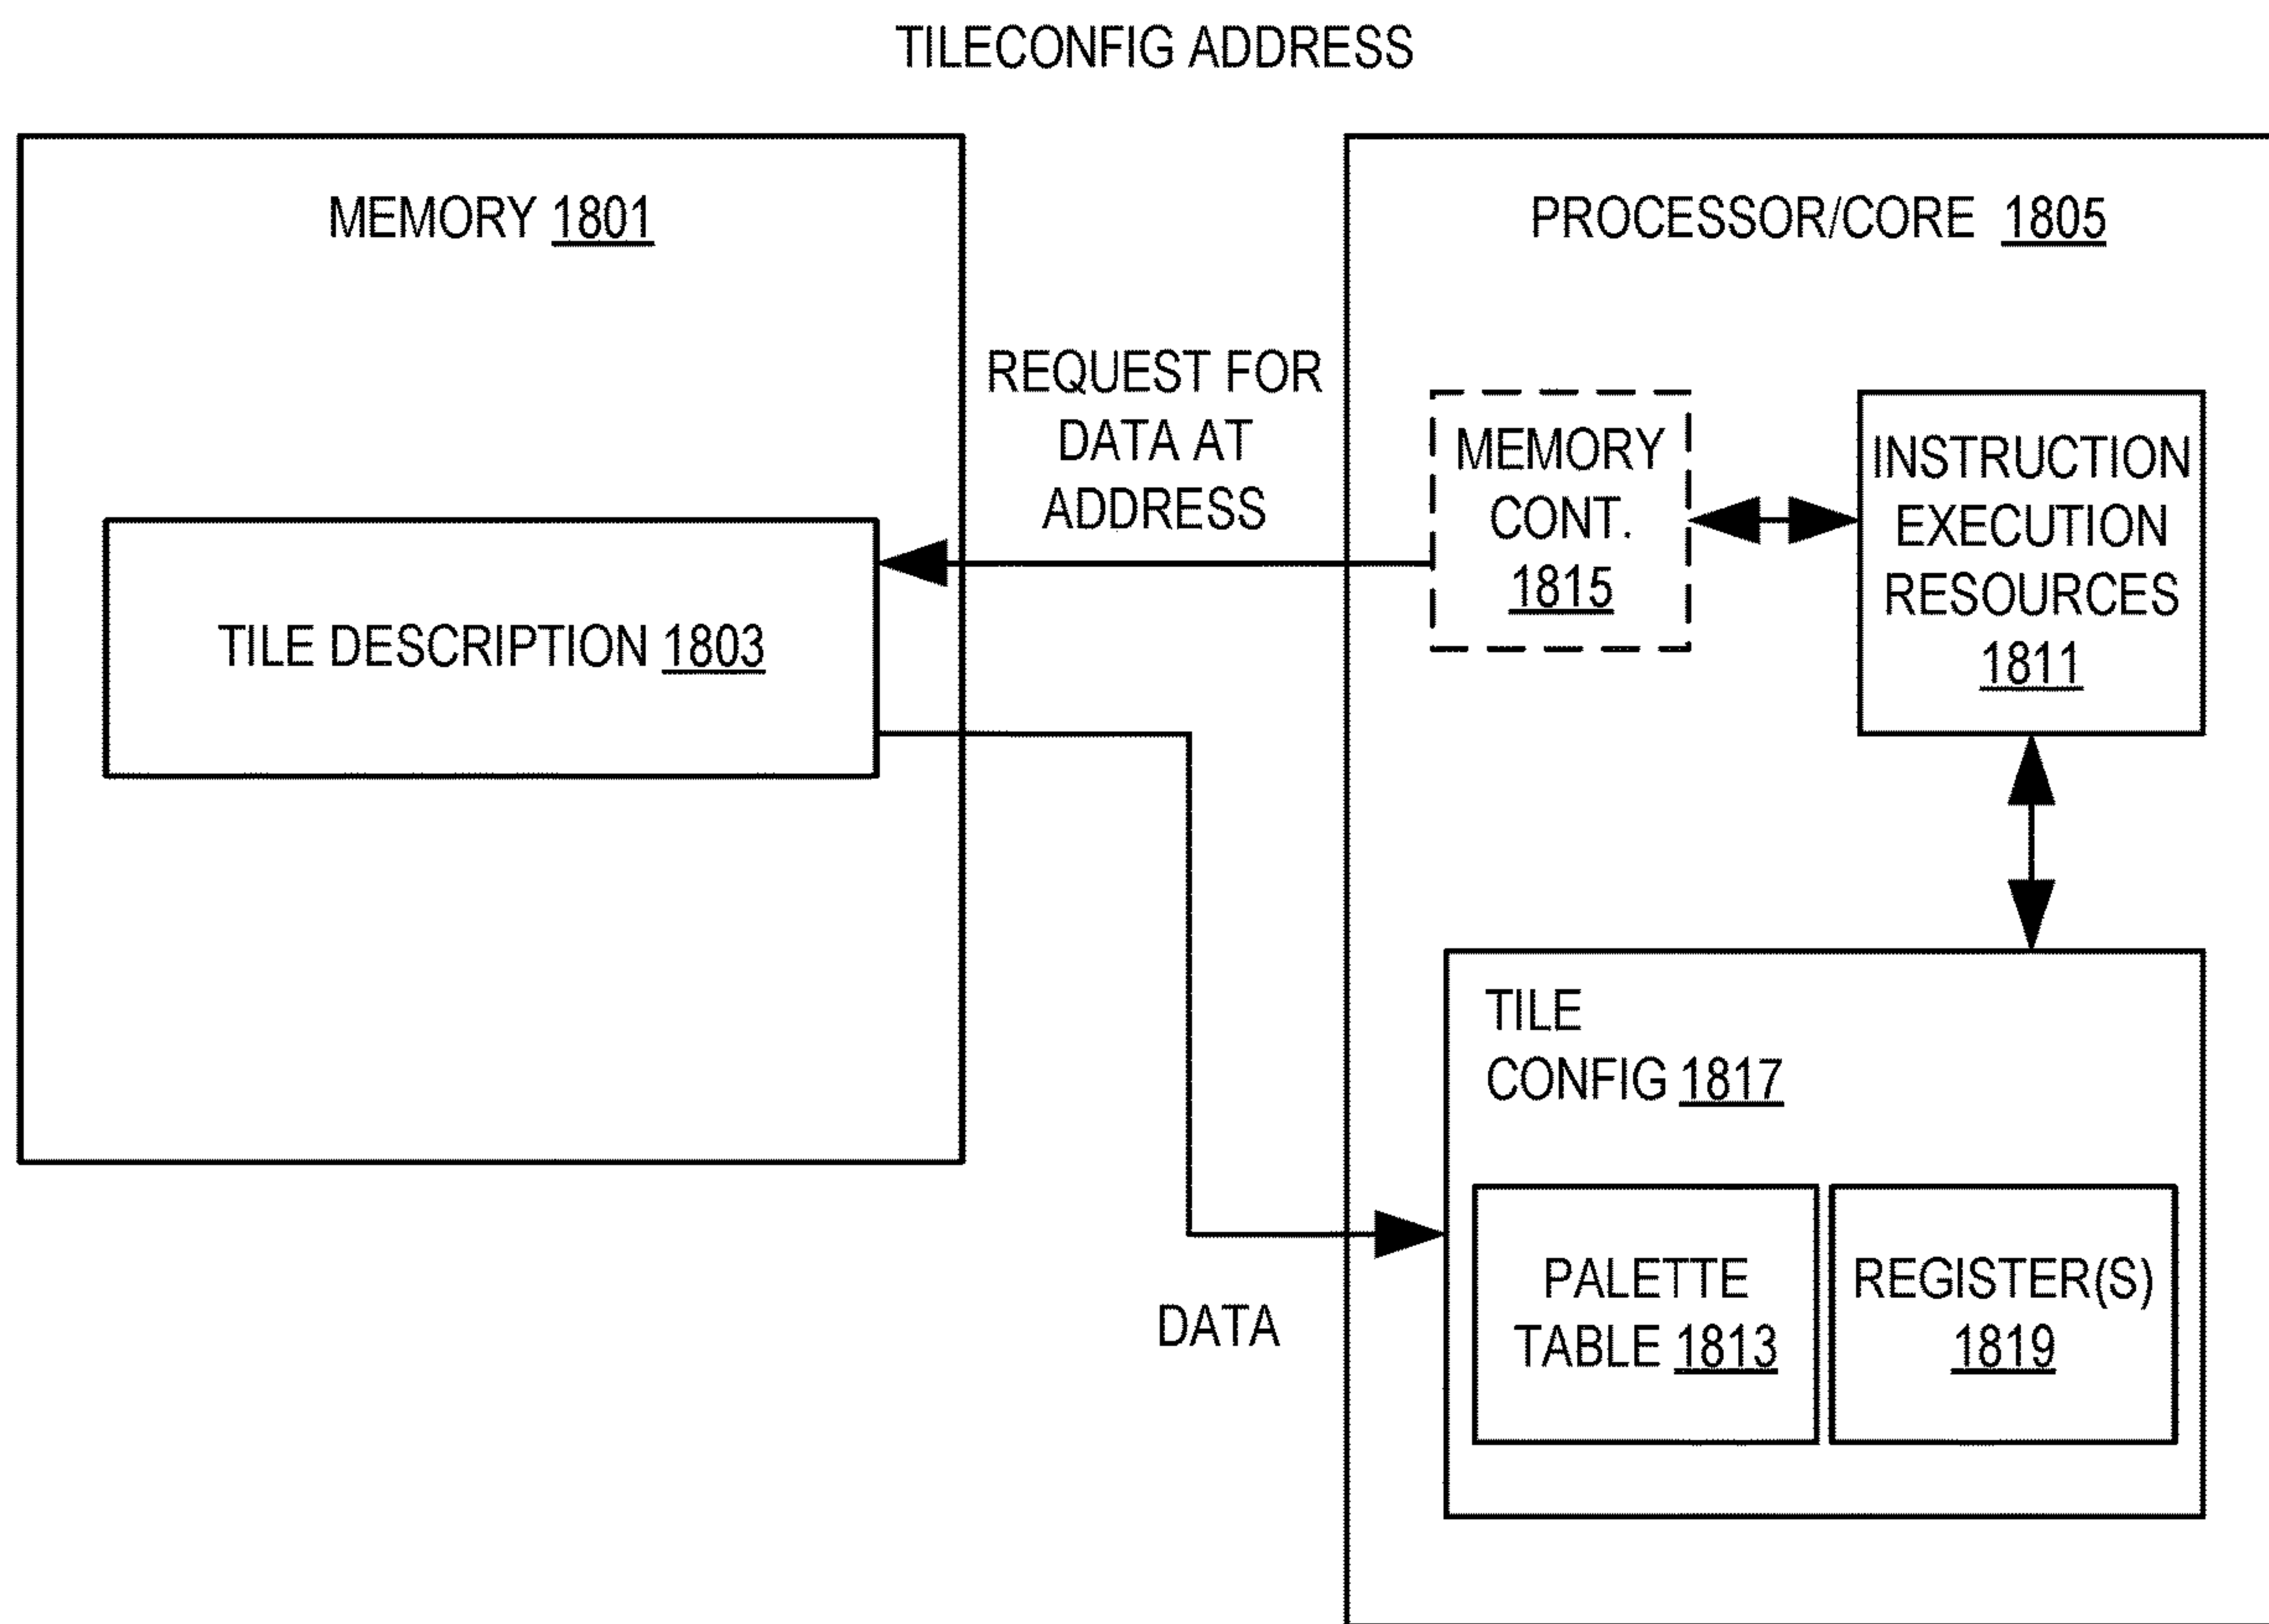 TILECONFIG ADDRESS
MEMORY 1801
PROCESSOR/CORE 1805
REQUEST FOR
DATA AT
ADDRESS
MEMORY
CONT.
1815
INSTRUCTION
EXECUTION
RESOURCES
1811
TILE DESCRIPTION 1803
TILE
CONFIG 1817
PALETTE
TABLE 1813
REGISTER(S)
1819
DATA